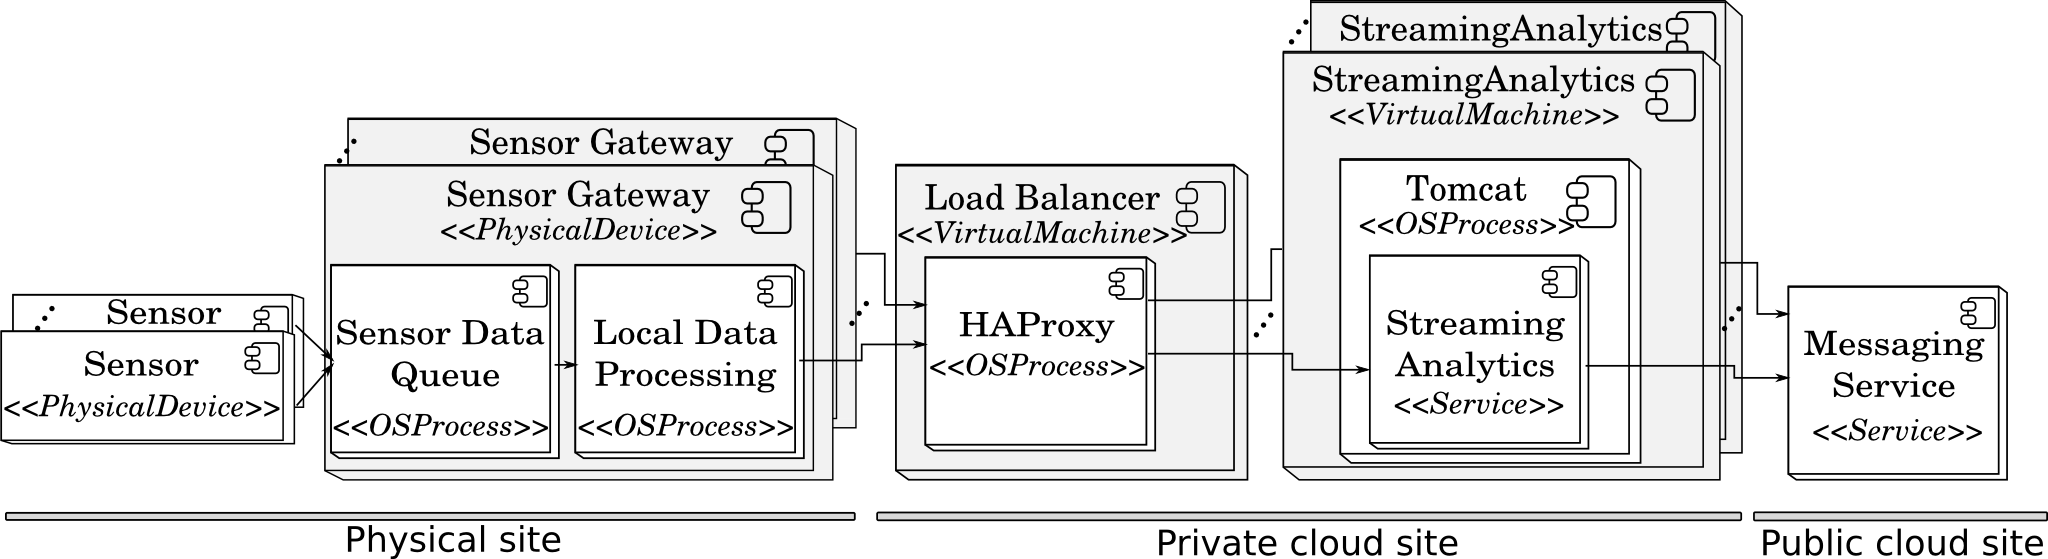 Sensor
Sensor
<<PhysicalDevice>>
Sensor Gateway
Sensor Gateway
<<PhysicalDevice>>
Sensor Data
Queue
<<OSProcess>>
Local Data
Processing
<<OSProcess>>
Load Balancer
<<VirtualMachine>>
HAProxy
<<OSProcess>>
StreamingAnalytics
StreamingAnalytics
<<VirtualMachine>>
Tomcat
<<OSProcess>>
Streaming
Analytics
<<Service>>
Messaging
Service
<<Service>>
Physical site
Private cloud site
Public cloud site